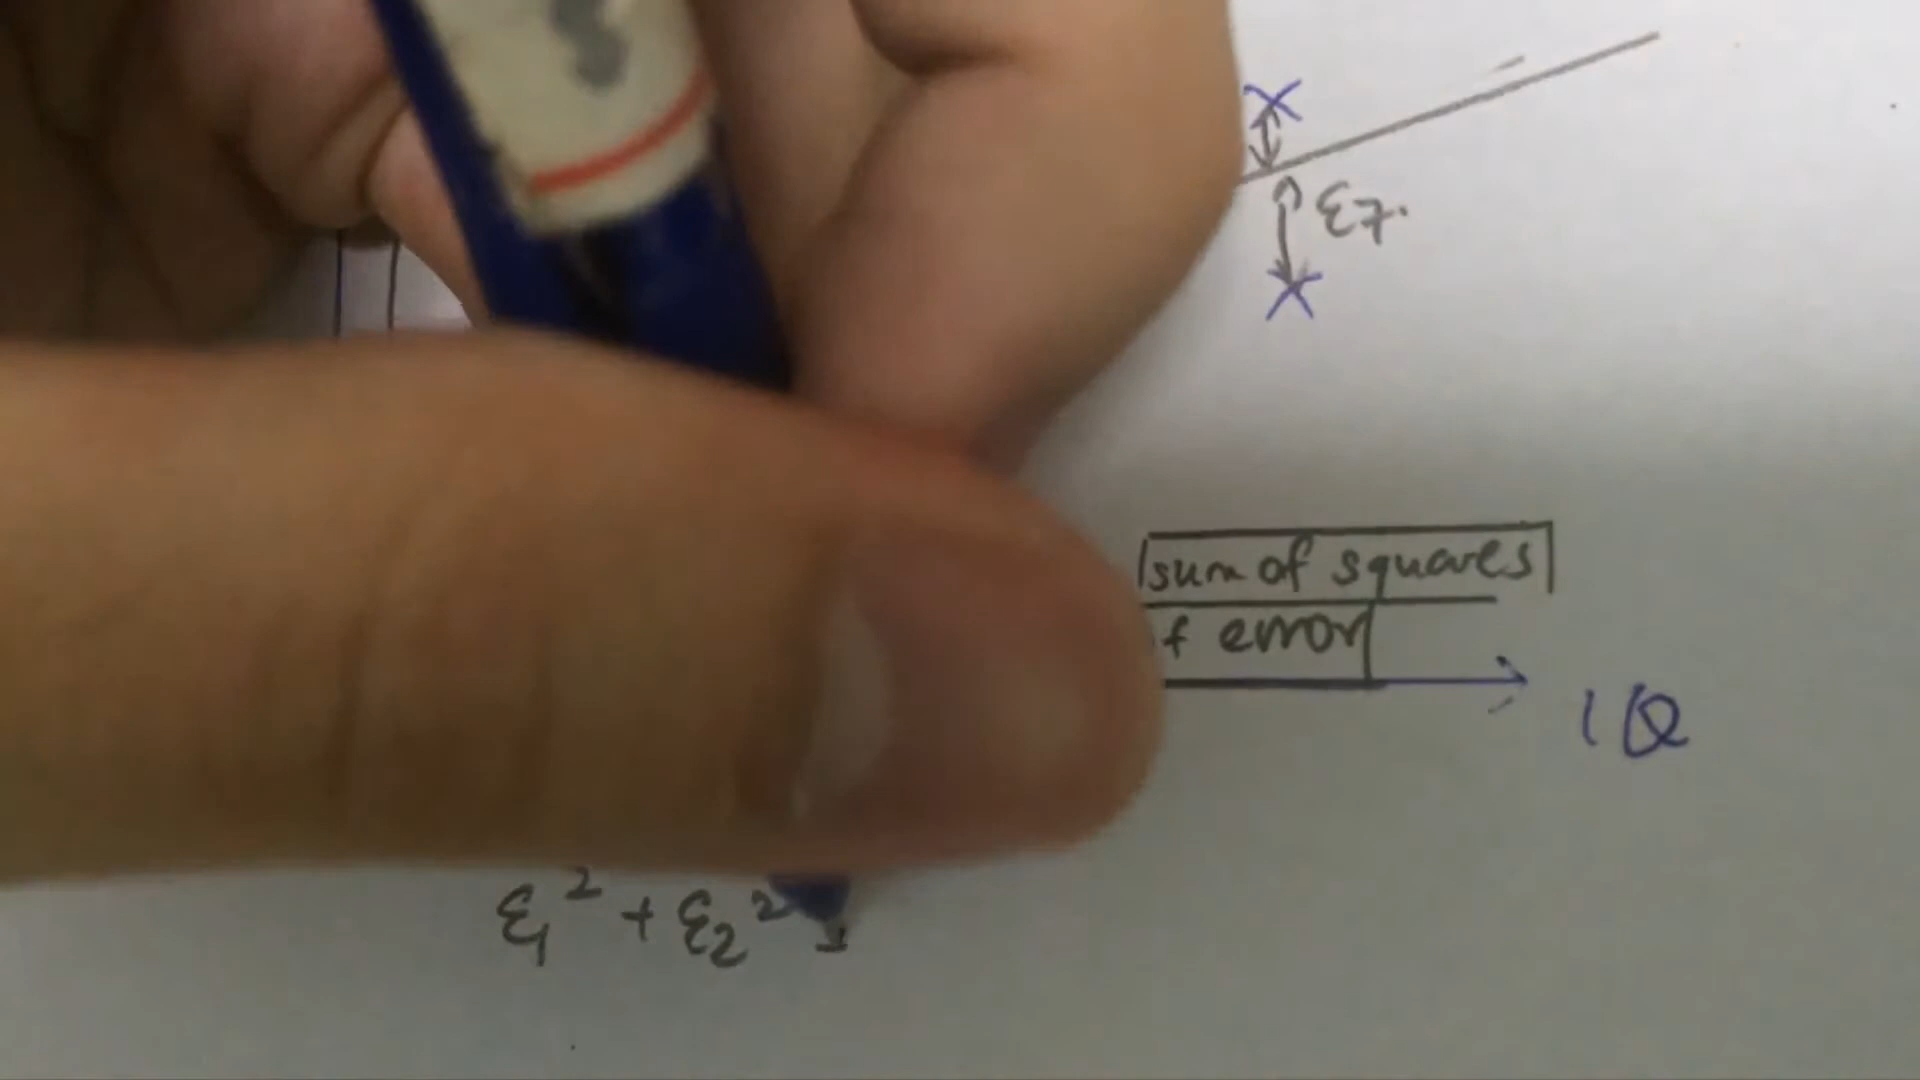 ε7.
sum of squares
f error
IQ
ε1² + ε2² +